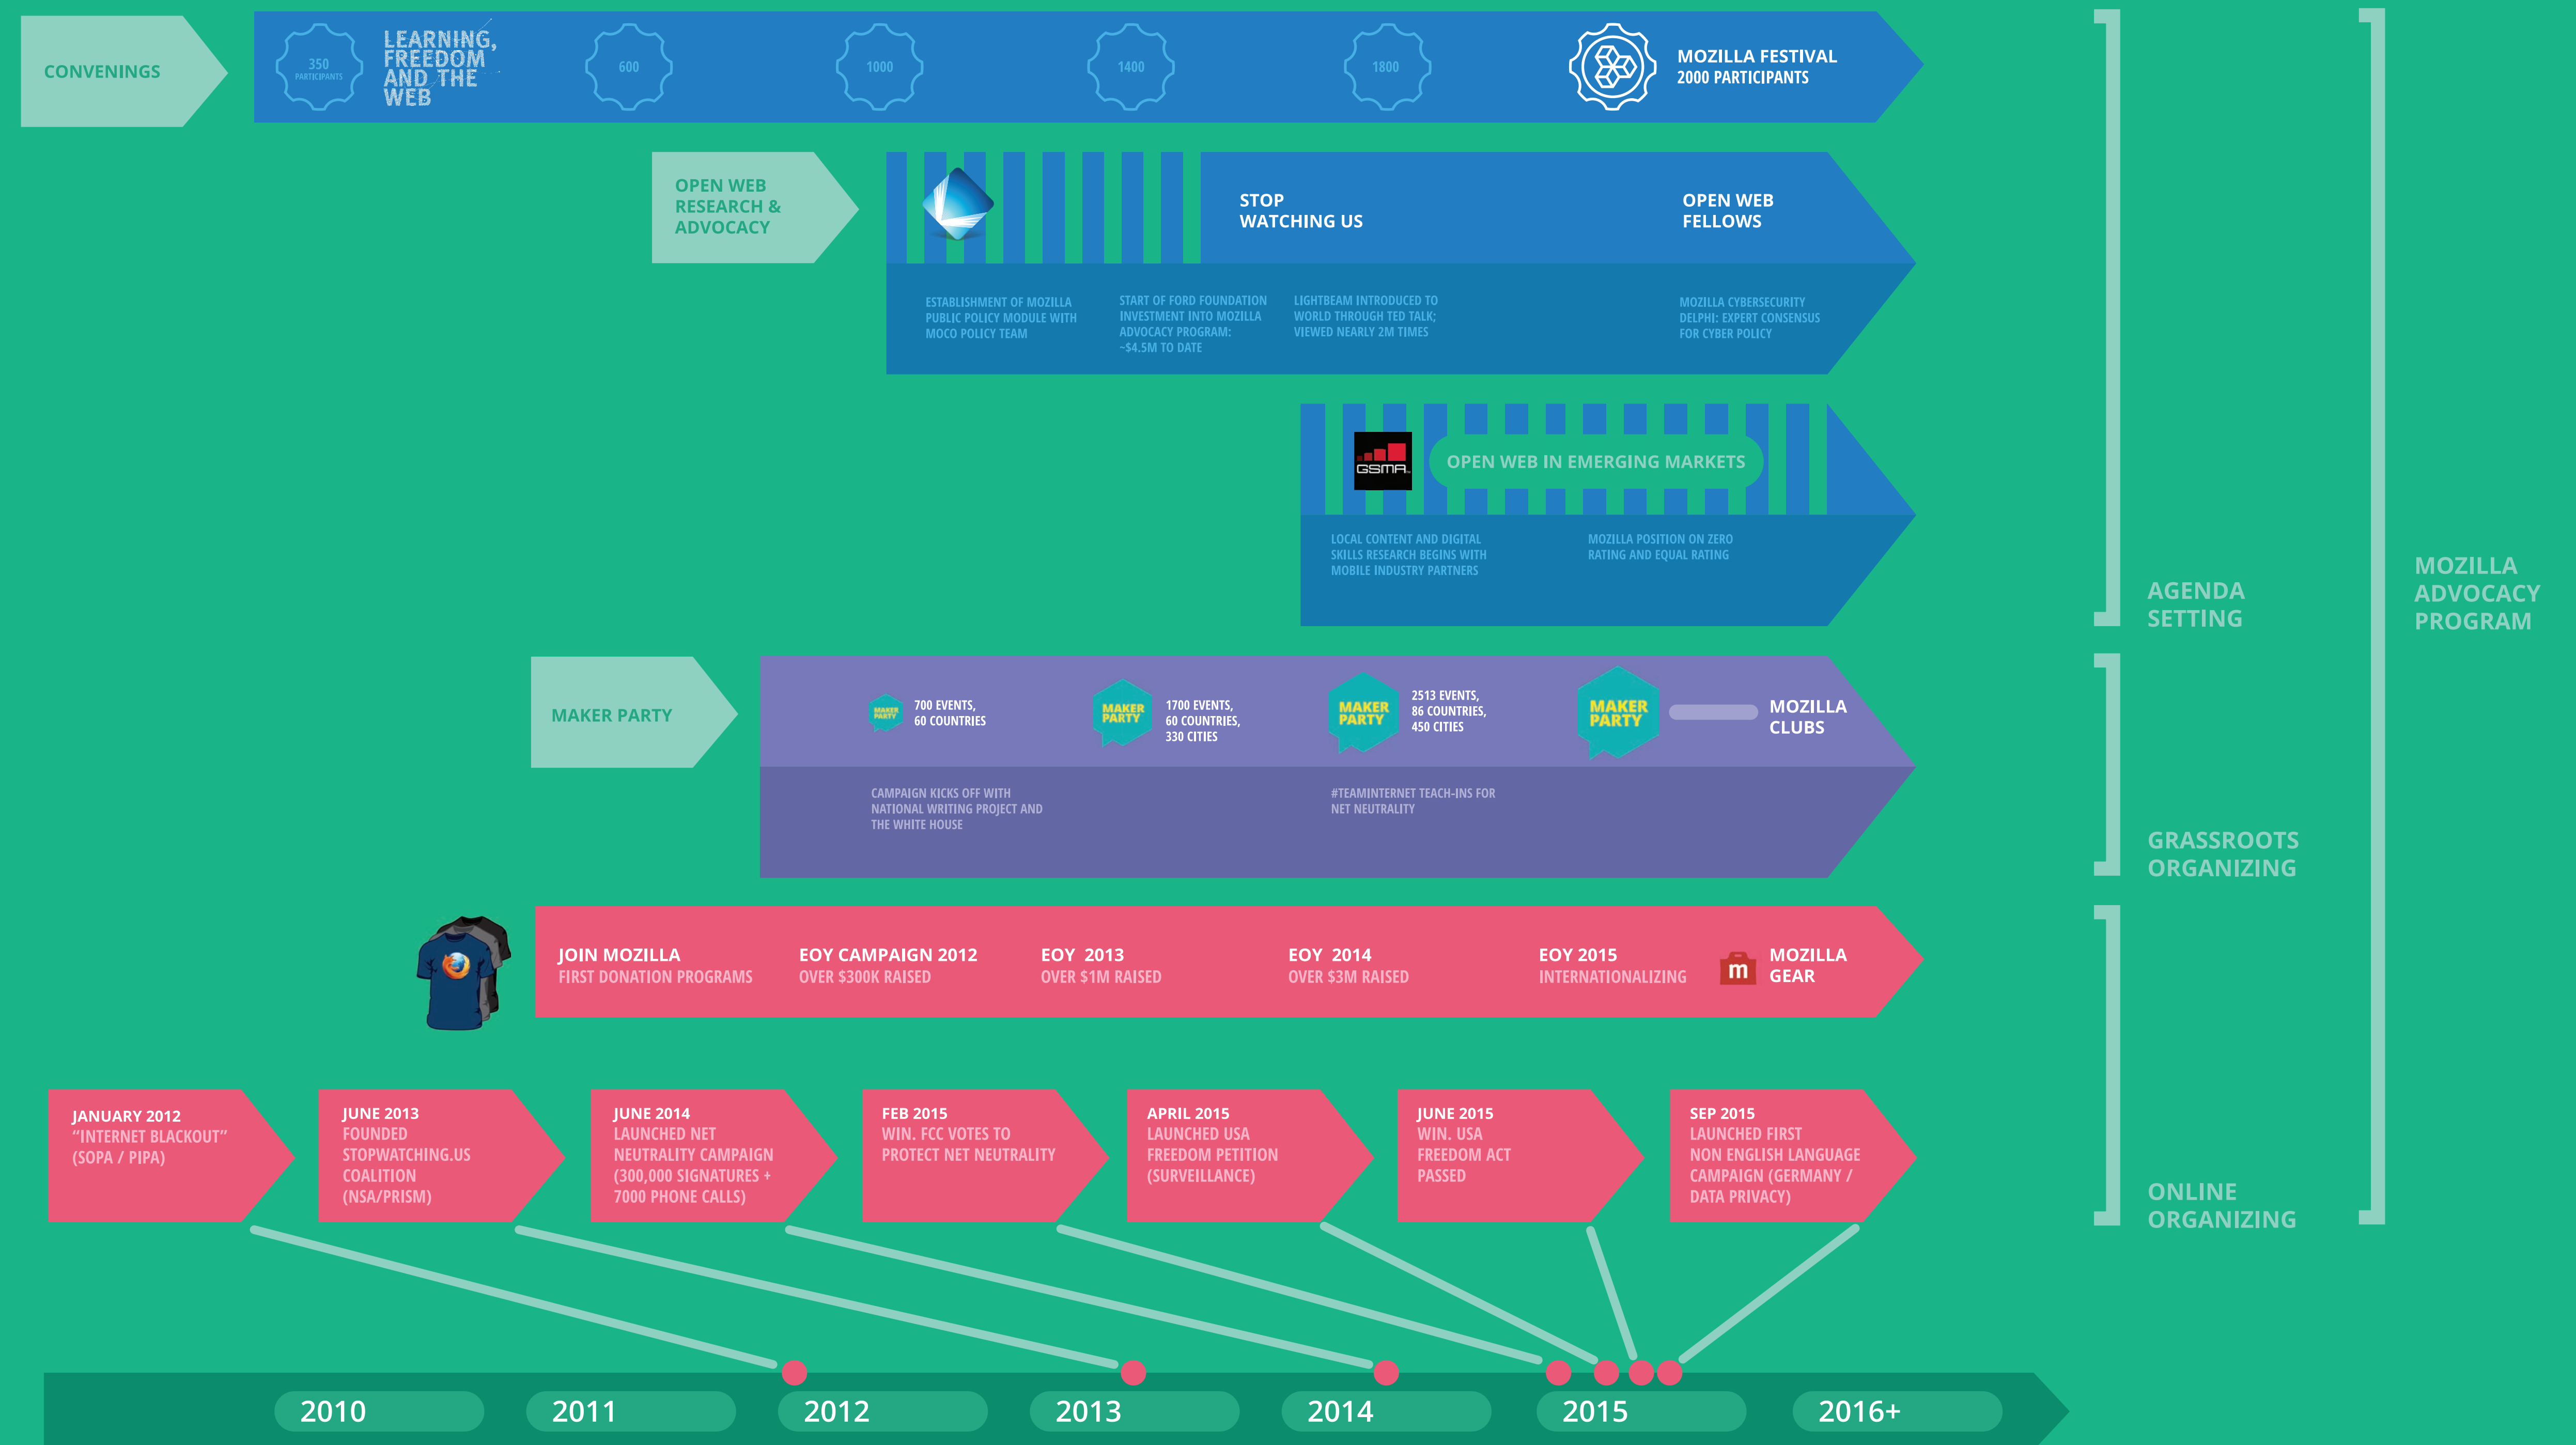 CONVENINGS
350
PARTICIPANTS
LEARNING,
FREEDOM
AND THE
WEB
600
1000
1400
1800
MOZILLA FESTIVAL
2000 PARTICIPANTS
OPEN WEB
RESEARCH &
ADVOCACY
STOP
WATCHING US
OPEN WEB
FELLOWS
ESTABLISHMENT OF MOZILLA
PUBLIC POLICY MODULE WITH
MOCO POLICY TEAM
START OF FORD FOUNDATION
INVESTMENT INTO MOZILLA
ADVOCACY PROGRAM:
~$4.5M TO DATE
LIGHTBEAM INTRODUCED TO
WORLD THROUGH TED TALK;
VIEWED NEARLY 2M TIMES
MOZILLA CYBERSECURITY
DELPHI: EXPERT CONSENSUS
FOR CYBER POLICY
GSMA
OPEN WEB IN EMERGING MARKETS
LOCAL CONTENT AND DIGITAL
SKILLS RESEARCH BEGINS WITH
MOBILE INDUSTRY PARTNERS
MOZILLA POSITION ON ZERO
RATING AND EQUAL RATING
AGENDA
SETTING
MOZILLA
ADVOCACY
PROGRAM
MAKER PARTY
MAKER
PARTY
700 EVENTS,
60 COUNTRIES
MAKER
PARTY
1700 EVENTS,
60 COUNTRIES,
330 CITIES
MAKER
PARTY
2513 EVENTS,
86 COUNTRIES,
450 CITIES
MAKER
PARTY
MOZILLA
CLUBS
CAMPAIGN KICKS OFF WITH
NATIONAL WRITING PROJECT AND
THE WHITE HOUSE
#TEAMINTERNET TEACH-INS FOR
NET NEUTRALITY
GRASSROOTS
ORGANIZING
JOIN MOZILLA
FIRST DONATION PROGRAMS
EOY CAMPAIGN 2012
OVER $300K RAISED
EOY 2013
OVER $1M RAISED
EOY 2014
OVER $3M RAISED
EOY 2015
INTERNATIONALIZING
m
MOZILLA
GEAR
JANUARY 2012
“INTERNET BLACKOUT”
(SOPA / PIPA)
JUNE 2013
FOUNDED
STOPWATCHING.US
COALITION
(NSA/PRISM)
JUNE 2014
LAUNCHED NET
NEUTRALITY CAMPAIGN
(300,000 SIGNATURES +
7000 PHONE CALLS)
FEB 2015
WIN. FCC VOTES TO
PROTECT NET NEUTRALITY
APRIL 2015
LAUNCHED USA
FREEDOM PETITION
(SURVEILLANCE)
JUNE 2015
WIN. USA
FREEDOM ACT
PASSED
SEP 2015
LAUNCHED FIRST
NON ENGLISH LANGUAGE
CAMPAIGN (GERMANY /
DATA PRIVACY)
ONLINE
ORGANIZING
2010
2011
2012
2013
2014
2015
2016+